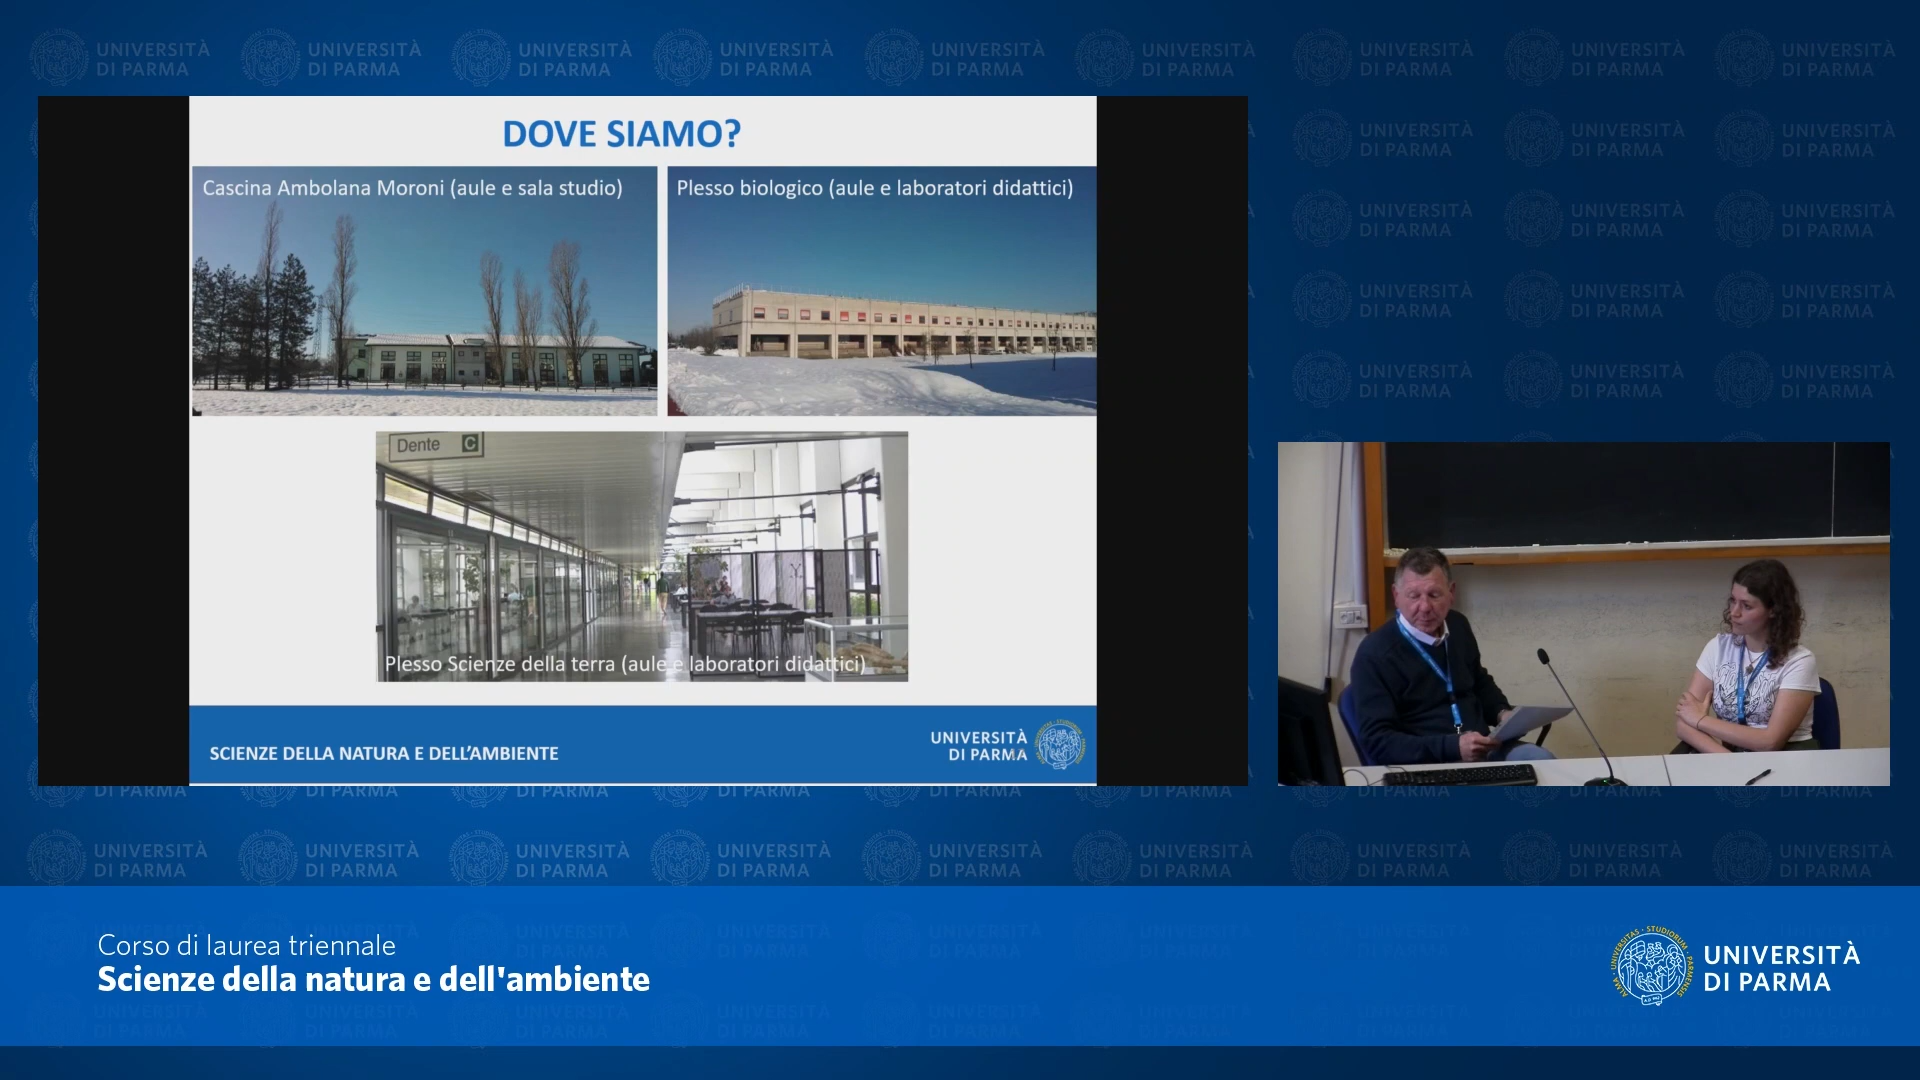 DOVE SIAMO?
Cascina Ambolana Moroni (aule e sala studio)
Plesso biologico (aule e laboratori didattici)
Dente C
Plesso Scienze della terra (aule e laboratori didattici)
SCIENZE DELLA NATURA E DELL'AMBIENTE
UNIVERSITÀ
DI PARMA
Corso di laurea triennale
Scienze della natura e dell'ambiente
UNIVERSITÀ
DI PARMA